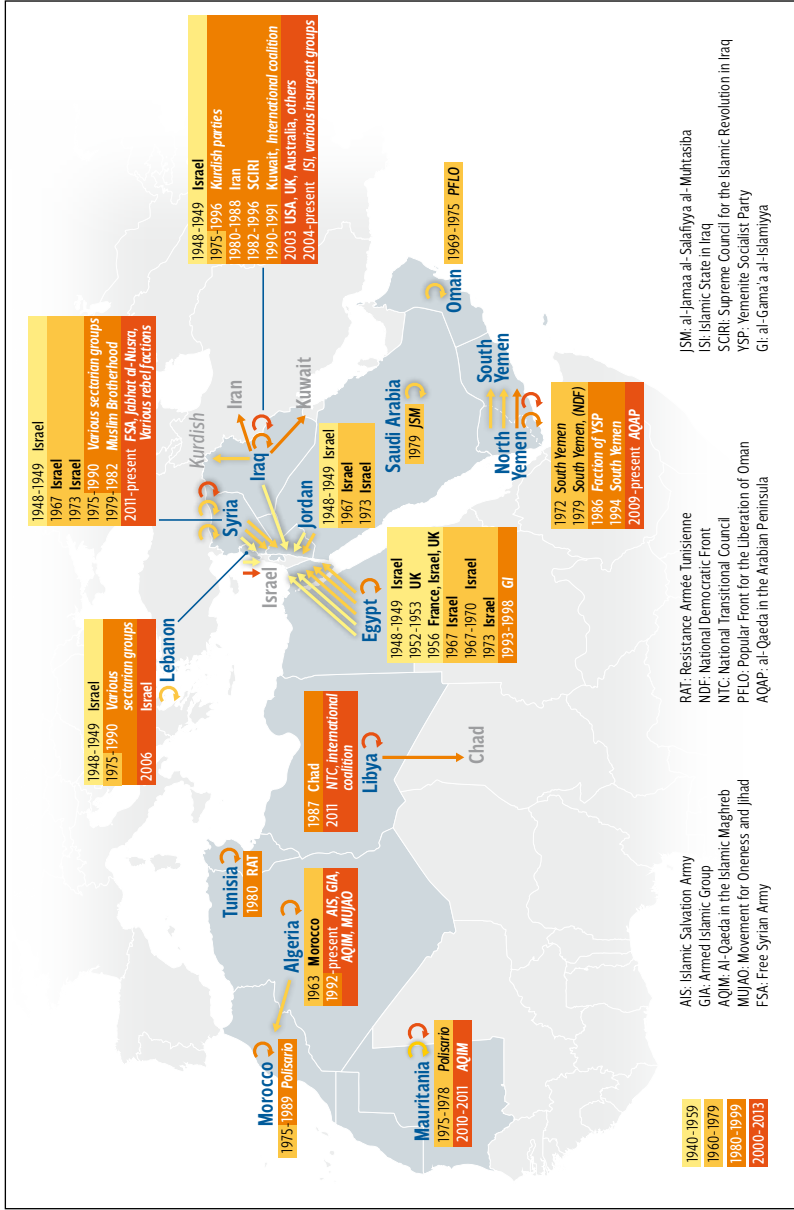 Morocco
1975-1989 Polisario
Algeria
1963 Morocco
1992-present AIS, GIA,
AQIM, MUJAO
Tunisia
1980 RAT
Mauritania
1975-1978 Polisario
2010-2011 AQIM
1987 Chad
2011 NTC, international
coalition
Libya
Chad
1948-1949 Israel
1975-1990 Various
sectarian groups
2006 Israel
Lebanon
Israel
Egypt
1948-1949 Israel
1952-1953 UK
1956 France, Israel, UK
1967 Israel
1967-1970 Israel
1973 Israel
1993-1998 GI
1948-1949 Israel
1967 Israel
1973 Israel
1975-1990 Various sectarian groups
1979-1982 Muslim Brotherhood
2011-present FSA, Jabhat al-Nusra,
Various rebel factions
Syria
Jordan
1948-1949 Israel
1967 Israel
1973 Israel
Kurdish
Iraq
Iran
Kuwait
1948-1949 Israel
1975-1996 Kurdish parties
1980-1988 Iran
1982-1996 SCIRI
1990-1991 Kuwait, International coalition
2003 USA, UK, Australia, others
2004-present ISI, various insurgent groups
Saudi Arabia
1979 JSM
Oman
1969-1975 PFLO
North
Yemen
South
Yemen
1972 South Yemen
1979 South Yemen, (NDF)
1986 Faction of YSP
1994 South Yemen
2009-present AQAP
1940-1959
1960-1979
1980-1999
2000-2013
AIS: Islamic Salvation Army
GIA: Armed Islamic Group
AQIM: Al-Qaeda in the Islamic Maghreb
MUJAO: Movement for Oneness and Jihad
FSA: Free Syrian Army
RAT: Resistance Armée Tunisienne
NDF: National Democratic Front
NTC: National Transitional Council
PFLO: Popular Front for the Liberation of Oman
AQAP: al-Qaeda in the Arabian Peninsula
JSM: al-Jamaa al-Salafiyya al-Muhtasiba
ISI: Islamic State in Iraq
SCIRI: Supreme Council for the Islamic Revolution in Iraq
YSP: Yemenite Socialist Party
GI: al-Gama'a al-Islamiyya